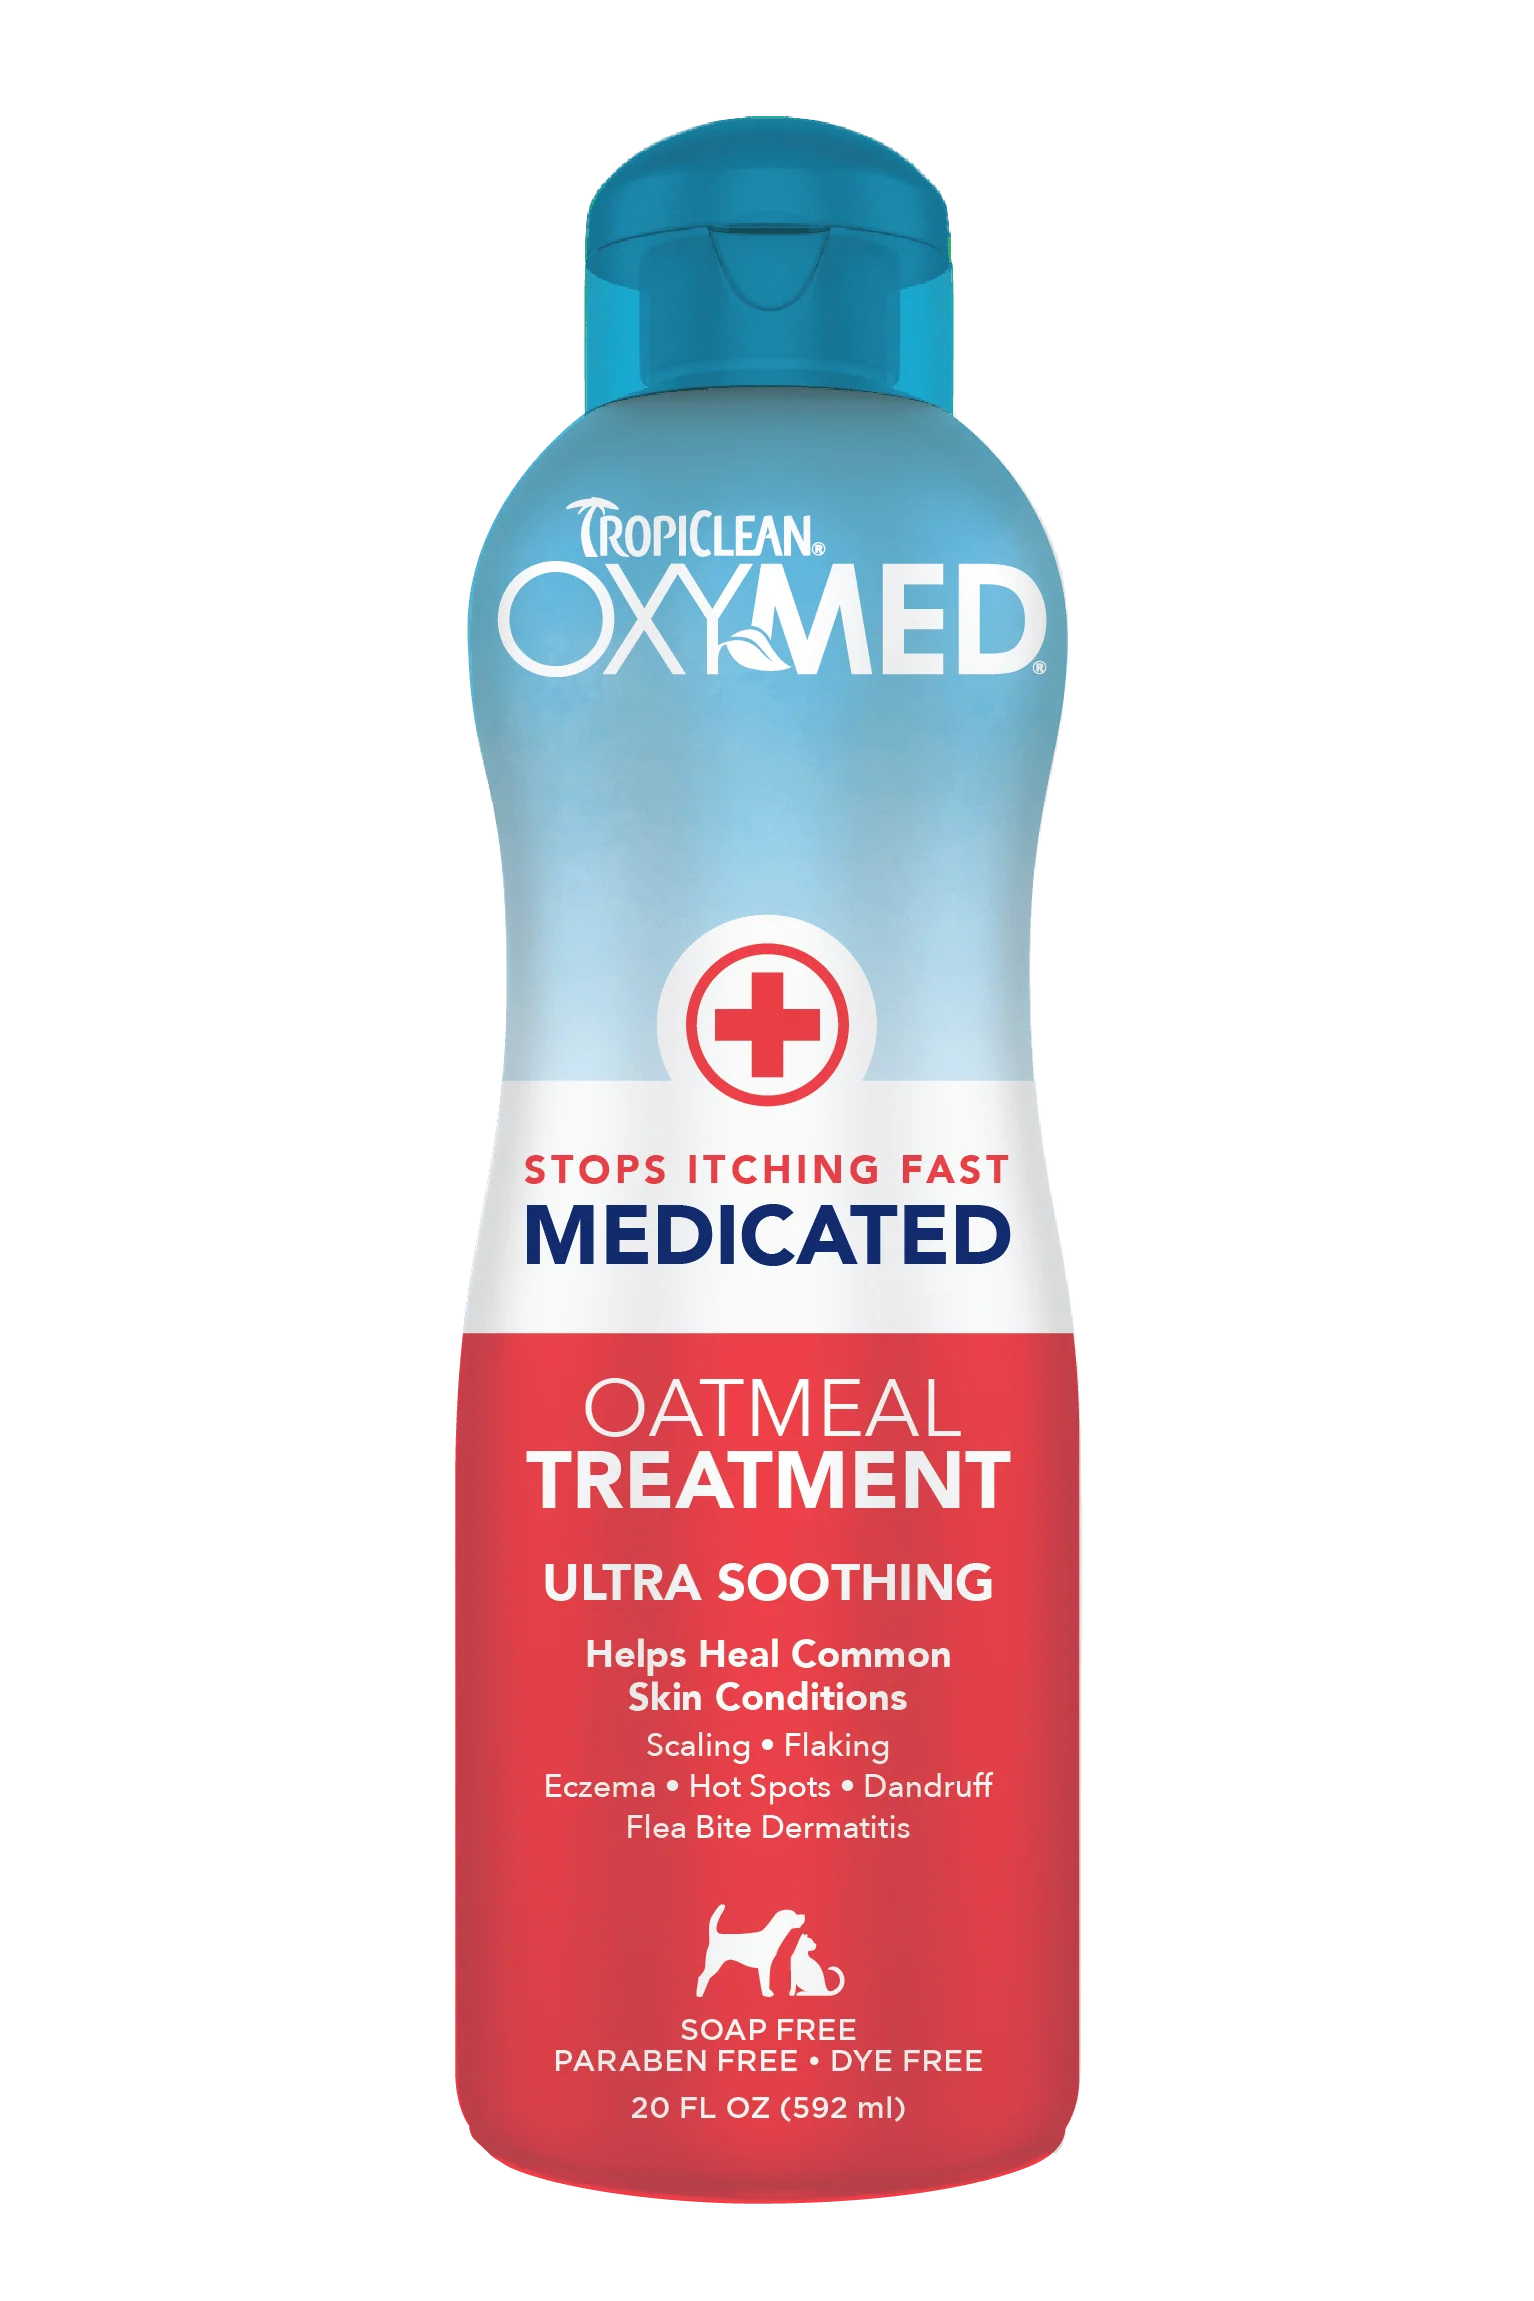 TROPICLEAN®
OXYMED®
STOPS ITCHING FAST
MEDICATED
OATMEAL
TREATMENT
ULTRA SOOTHING
Helps Heal Common
Skin Conditions
Scaling • Flaking
Eczema • Hot Spots • Dandruff
Flea Bite Dermatitis
SOAP FREE
PARABEN FREE • DYE FREE
20 FL OZ (592 ml)